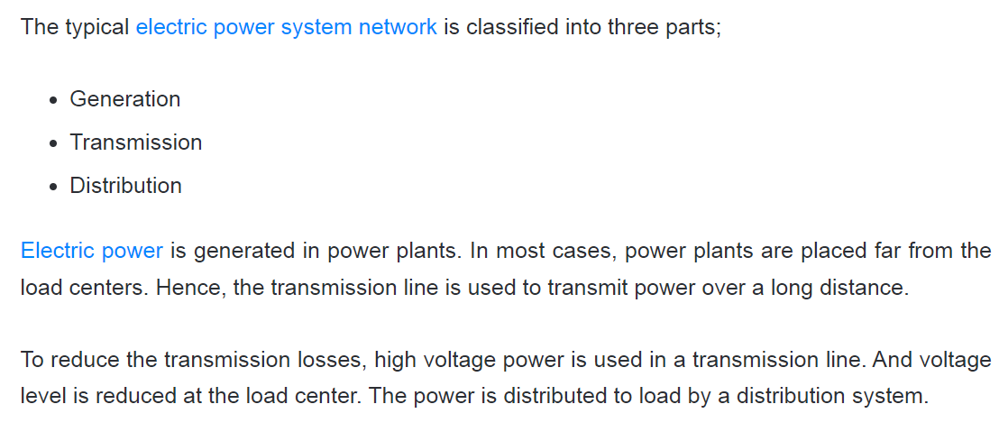 The typical electric power system network is classified into three parts;
• Generation
• Transmission
• Distribution
Electric power is generated in power plants. In most cases, power plants are placed far from the
load centers. Hence, the transmission line is used to transmit power over a long distance.
To reduce the transmission losses, high voltage power is used in a transmission line. And voltage
level is reduced at the load center. The power is distributed to load by a distribution system.